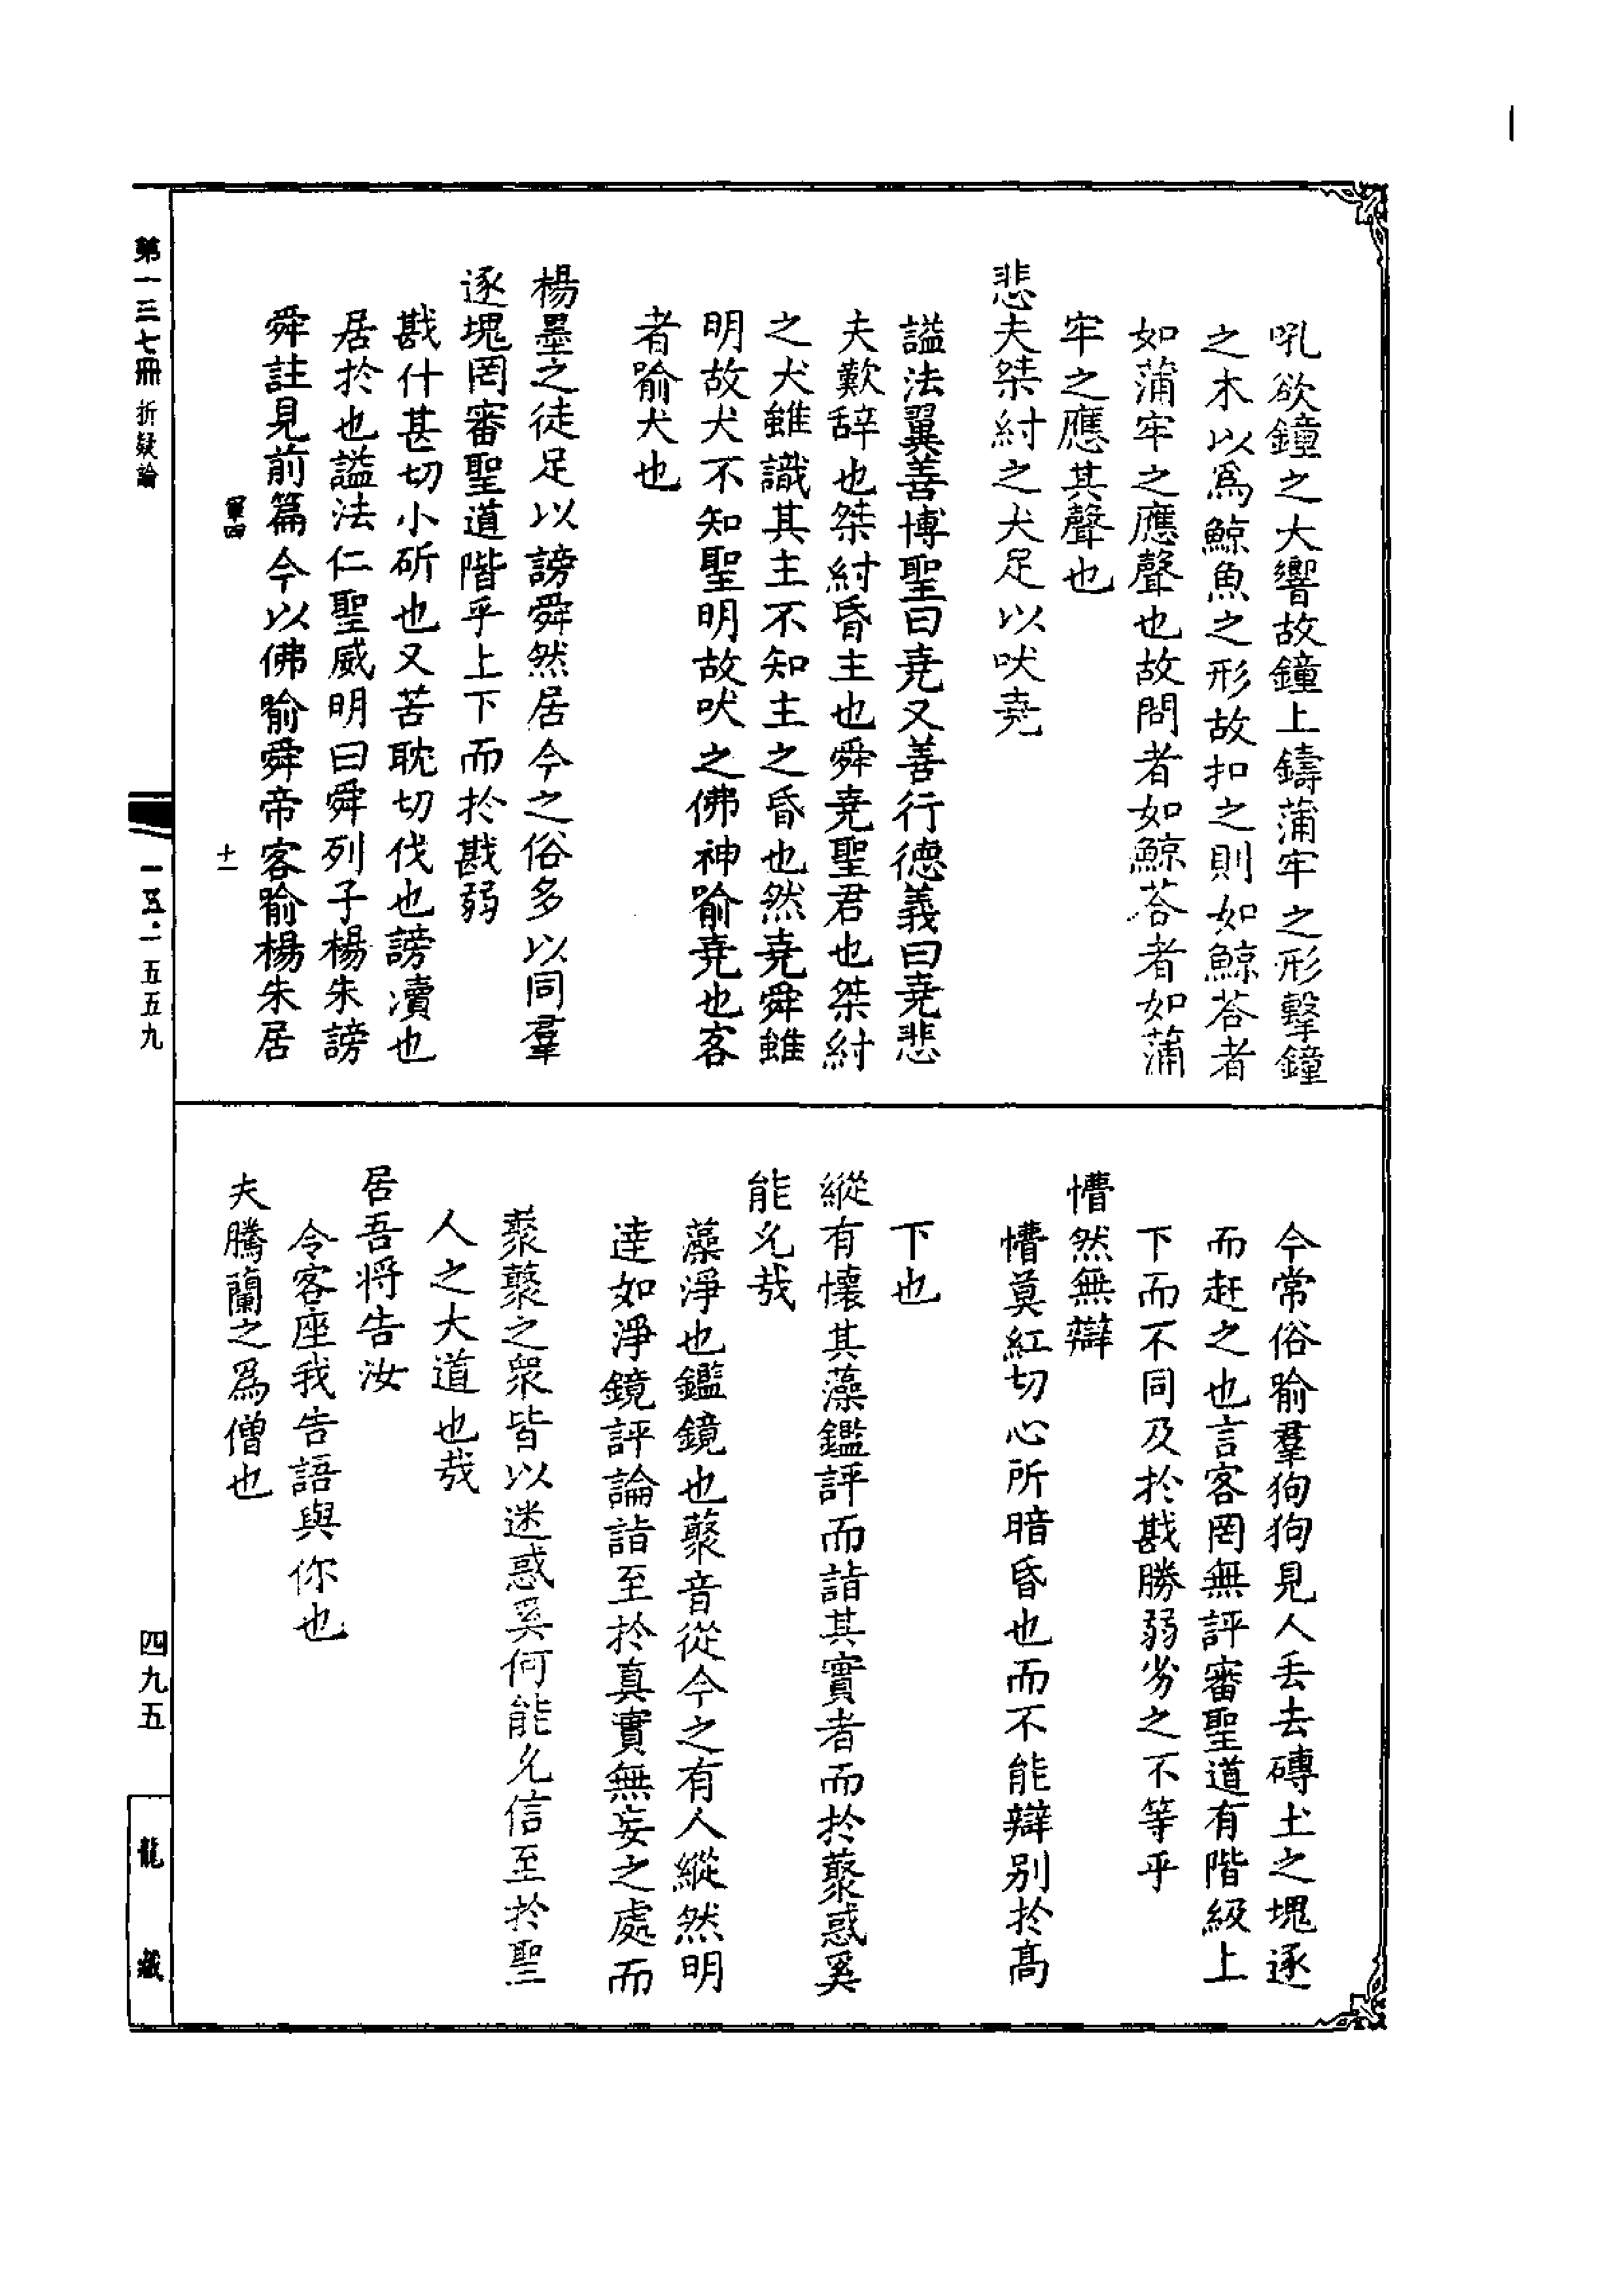 吼欲鐘之大響故鐘上鑄蒲牢之形擊鐘
之木以爲鯨魚之形故扣之則如鯨荅者
如蒲牢之應聲也故問者如鯨荅者如蒲
牢之應其聲也
悲夫桀紂之犬足以吠堯
謚法翼善博聖曰堯又善行德義曰堯悲
夫歎辞也桀紂昏主也舜堯聖君也桀紂
之犬雖識其主不知主之昏也然堯舜雖
明故犬不知聖明故吠之佛神喻堯也客
者喻犬也
楊墨之徒足以謗舜然居今之俗多以同羣
逐塊罔審聖道階乎上下而於戡弱
戡什甚切小斫也又苦耽切伐也謗瀆也
居於也謚法仁聖威明曰舜列子楊朱謗
舜註見前篇今以佛喻舜帝客喻楊朱居
今常俗喻羣狗狗見人丢去磚土之塊逐
而赶之也言客罔無評審聖道有階級上
下而不同及於戡勝弱劣之不等乎
懵然無辯
懵莫紅切心所暗昏也而不能辯别於高
下也
縱有懷其藻鑑評而詣其實者而於藂惑奚
能允哉
藻淨也鑑鏡也藂音從今之有人縱然明
達如淨鏡評論詣至於真實無妄之處而
藂藂之衆皆以迷惑奚何能允信至於聖
人之大道也哉
居吾将告汝
令客座我告語與你也
夫騰蘭之爲僧也
第一三七冊 折疑論
軍四
十一
一五一·五五九
四九五
龍藏